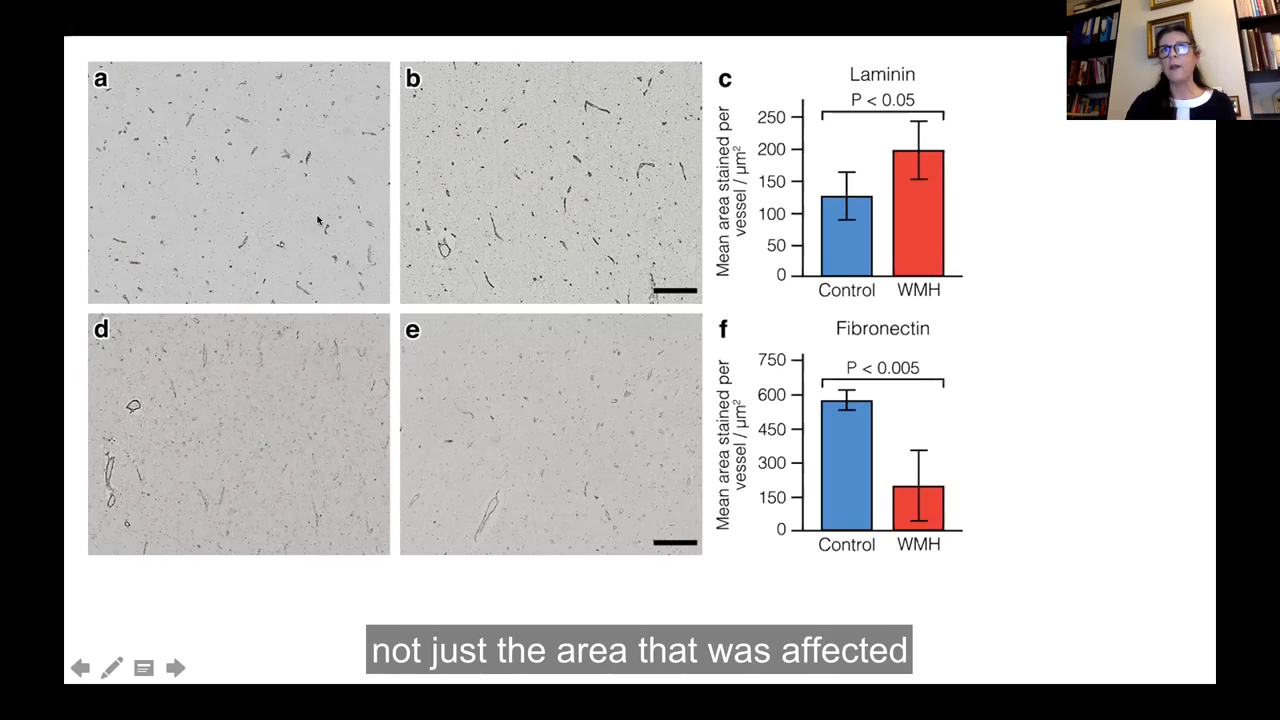 a
b
c
Laminin
P < 0.05
Mean area stained per
vessel / µm²
250
200
150
100
50
0
Control WMH
d
e
f
Fibronectin
P < 0.005
Mean area stained per
vessel / µm²
750
600
450
300
150
0
Control WMH
not just the area that was affected